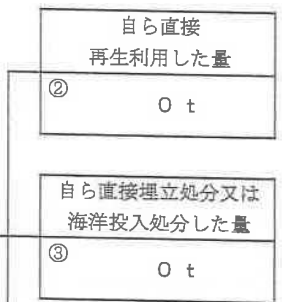 自ら直接
再生利用した量
②
0 t
自ら直接埋立処分又は
海洋投入処分した量
③
0 t